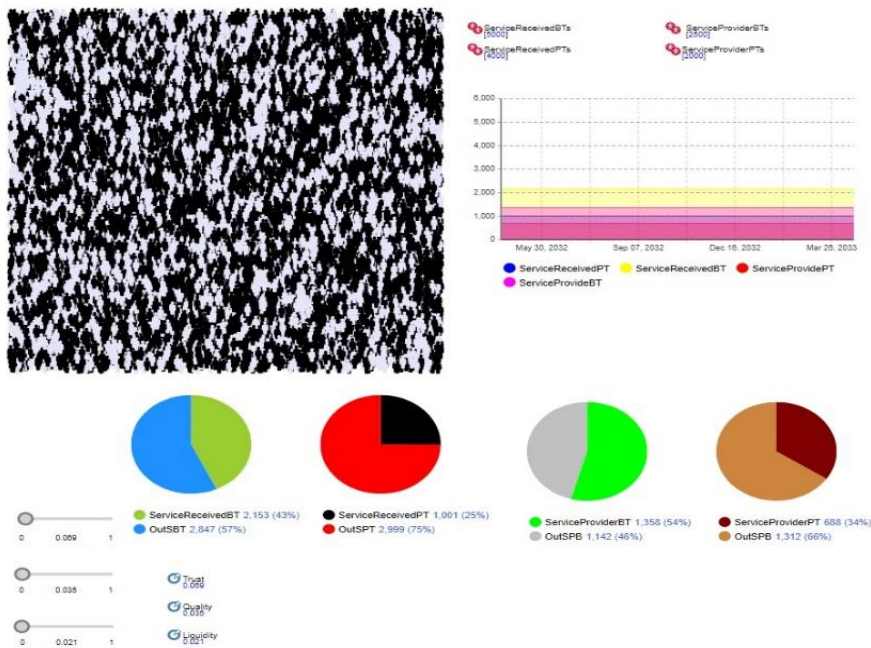 ServiceReceivedBTs
[5000]
ServiceProviderBTs
[2500]
ServiceReceivedPTs
[4000]
ServiceProviderPTs
[2000]
6,000
5,000
4,000
3,000
2,000
1,000
0
May 30, 2032 Sep 07, 2032 Dec 16, 2032 Mar 26, 2033
ServiceReceivedPT ServiceReceivedBT ServiceProvidePT
ServiceProvideBT
ServiceReceivedBT 2,153 (43%)
OutSBT 2,847 (57%)
ServiceReceivedPT 1,001 (25%)
OutSPT 2,999 (75%)
ServiceProviderBT 1,358 (54%)
OutSPB 1,142 (46%)
ServiceProviderPT 688 (34%)
OutSPB 1,312 (66%)
0 0.069 1
0 0.035 1
0 0.021 1
Trust
0.069
Quality
0.035
Liquidity
0.021